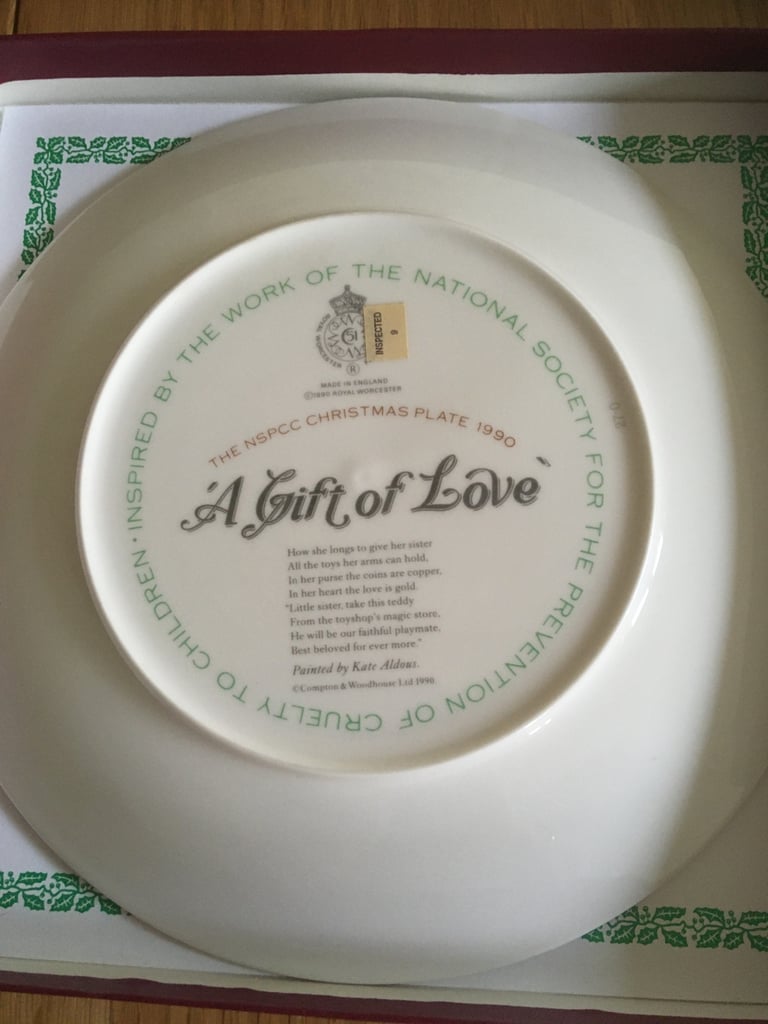 INSPIRED BY THE WORK OF THE NATIONAL SOCIETY FOR THE PREVENTION OF CRUELTY TO CHILDREN ·
ROYAL WORCESTER
®
INSPECTED
9
MADE IN ENGLAND
©1990 ROYAL WORCESTER
THE NSPCC CHRISTMAS PLATE 1990
'A Gift of Love'
How she longs to give her sister
All the toys her arms can hold,
In her purse the coins are copper,
In her heart the love is gold.
"Little sister, take this teddy
From the toyshop's magic store,
He will be our faithful playmate,
Best beloved for ever more."
Painted by Kate Aldous.
©Compton & Woodhouse Ltd 1990.